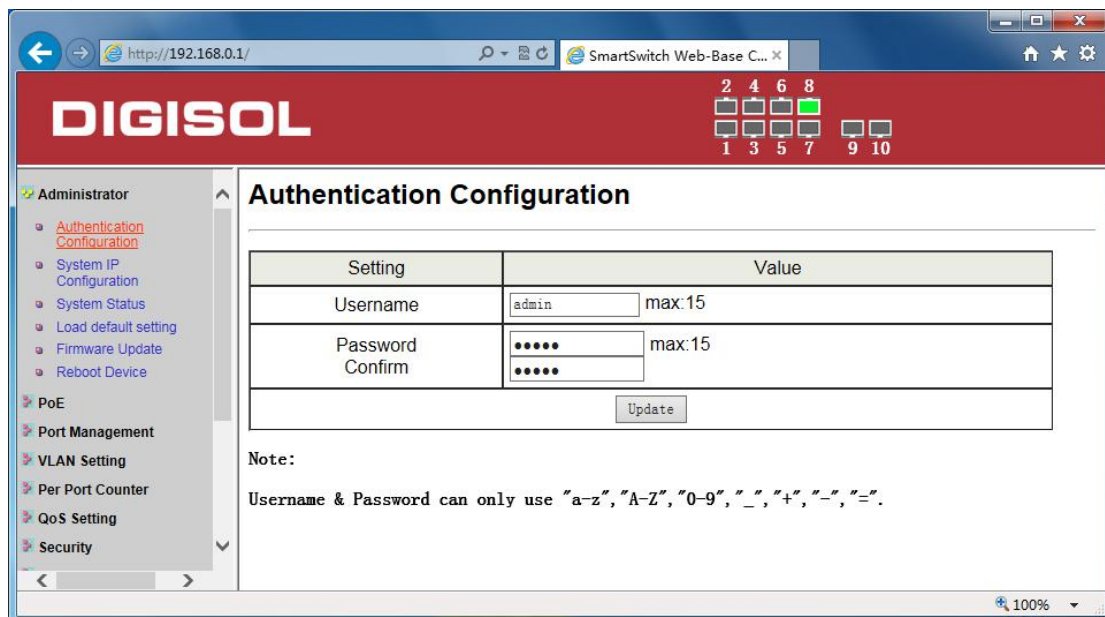 http://192.168.0.1/
SmartSwitch Web-Base C...
DIGISOL
2 4 6 8
1 3 5 7 9 10
Administrator
Authentication
Configuration
System IP
Configuration
System Status
Load default setting
Firmware Update
Reboot Device
PoE
Port Management
VLAN Setting
Per Port Counter
QoS Setting
Security
Authentication Configuration
Setting Value
Username admin max:15
Password ••••• max:15
Confirm •••••
Update
Note:
Username & Password can only use "a-z","A-Z","0-9","_","+","-","=".
100%